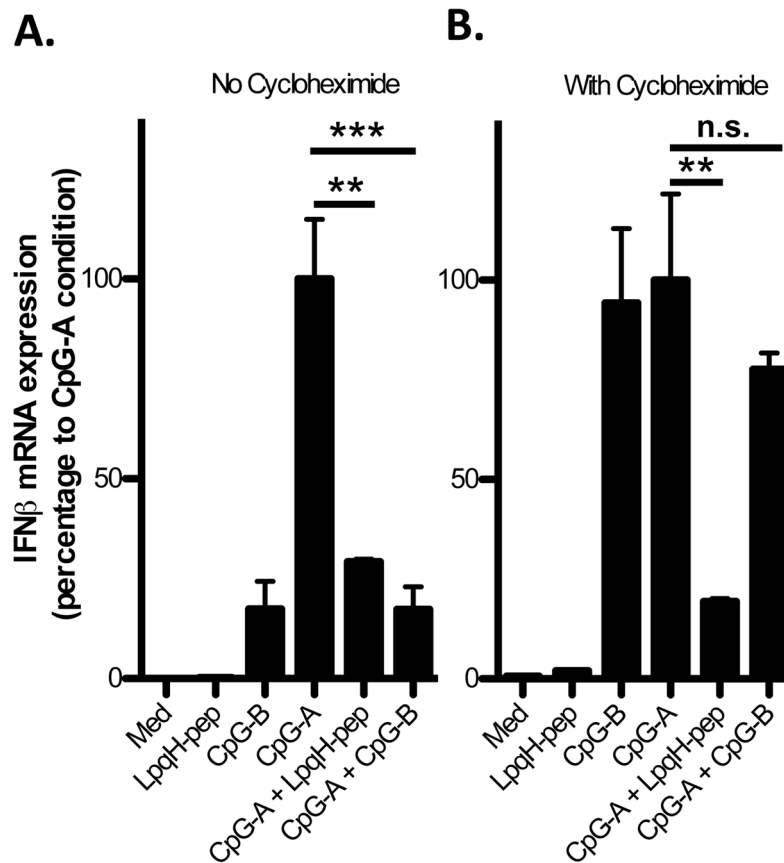 A.
No Cycloheximide
IFNβ mRNA expression
(percentage to CpG-A condition)
100
50
0
***
**
Med
LpqH-pep
CpG-B
CpG-A
CpG-A + LpqH-pep
CpG-A + CpG-B
B.
With Cycloheximide
100
50
0
n.s.
**
Med
LpqH-pep
CpG-B
CpG-A
CpG-A + LpqH-pep
CpG-A + CpG-B